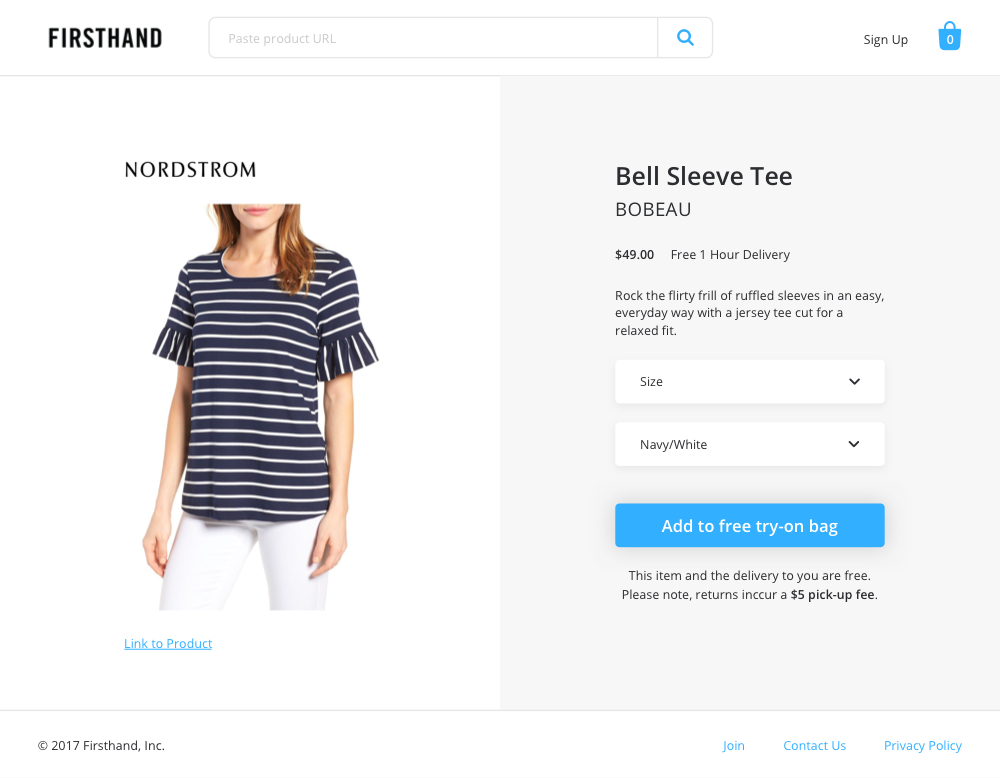 FIRSTHAND
Paste product URL
Sign Up
0
NORDSTROM
Link to Product
Bell Sleeve Tee
BOBEAU
$49.00 Free 1 Hour Delivery
Rock the flirty frill of ruffled sleeves in an easy,
everyday way with a jersey tee cut for a
relaxed fit.
Size
Navy/White
Add to free try-on bag
This item and the delivery to you are free.
Please note, returns inccur a $5 pick-up fee.
© 2017 Firsthand, Inc.
Join Contact Us Privacy Policy